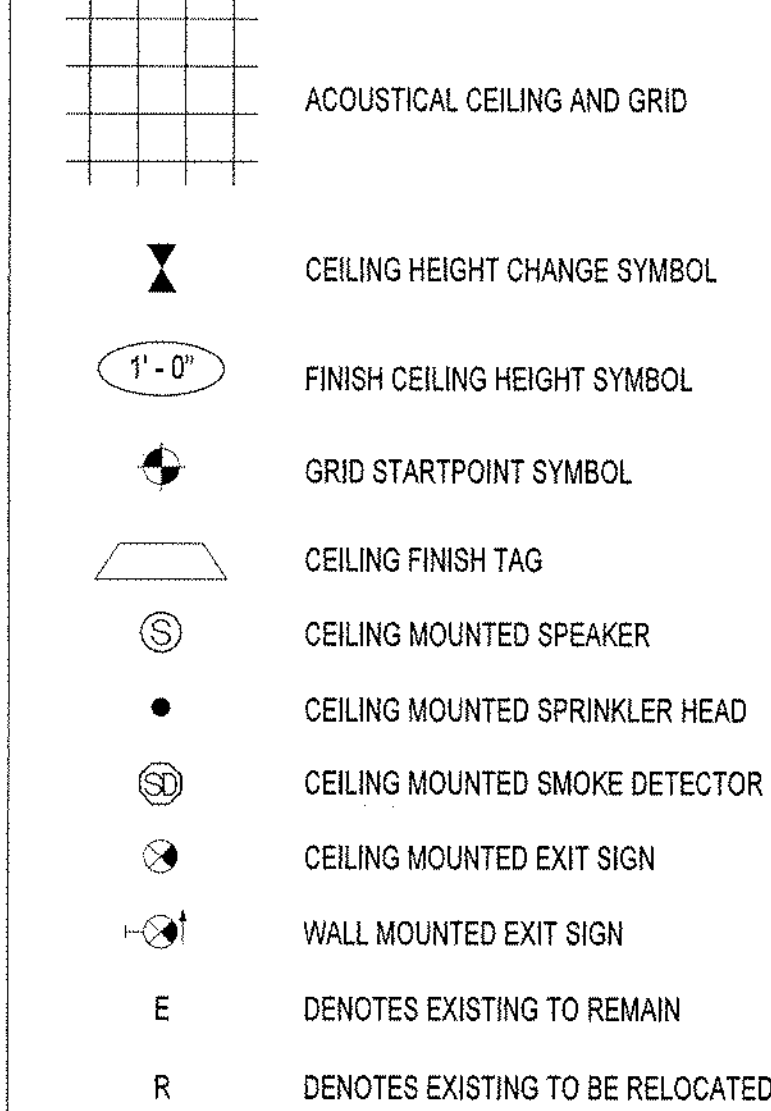 ACOUSTICAL CEILING AND GRID
CEILING HEIGHT CHANGE SYMBOL
1' - 0" FINISH CEILING HEIGHT SYMBOL
GRID STARTPOINT SYMBOL
CEILING FINISH TAG
S CEILING MOUNTED SPEAKER
CEILING MOUNTED SPRINKLER HEAD
SD CEILING MOUNTED SMOKE DETECTOR
CEILING MOUNTED EXIT SIGN
WALL MOUNTED EXIT SIGN
E DENOTES EXISTING TO REMAIN
R DENOTES EXISTING TO BE RELOCATED